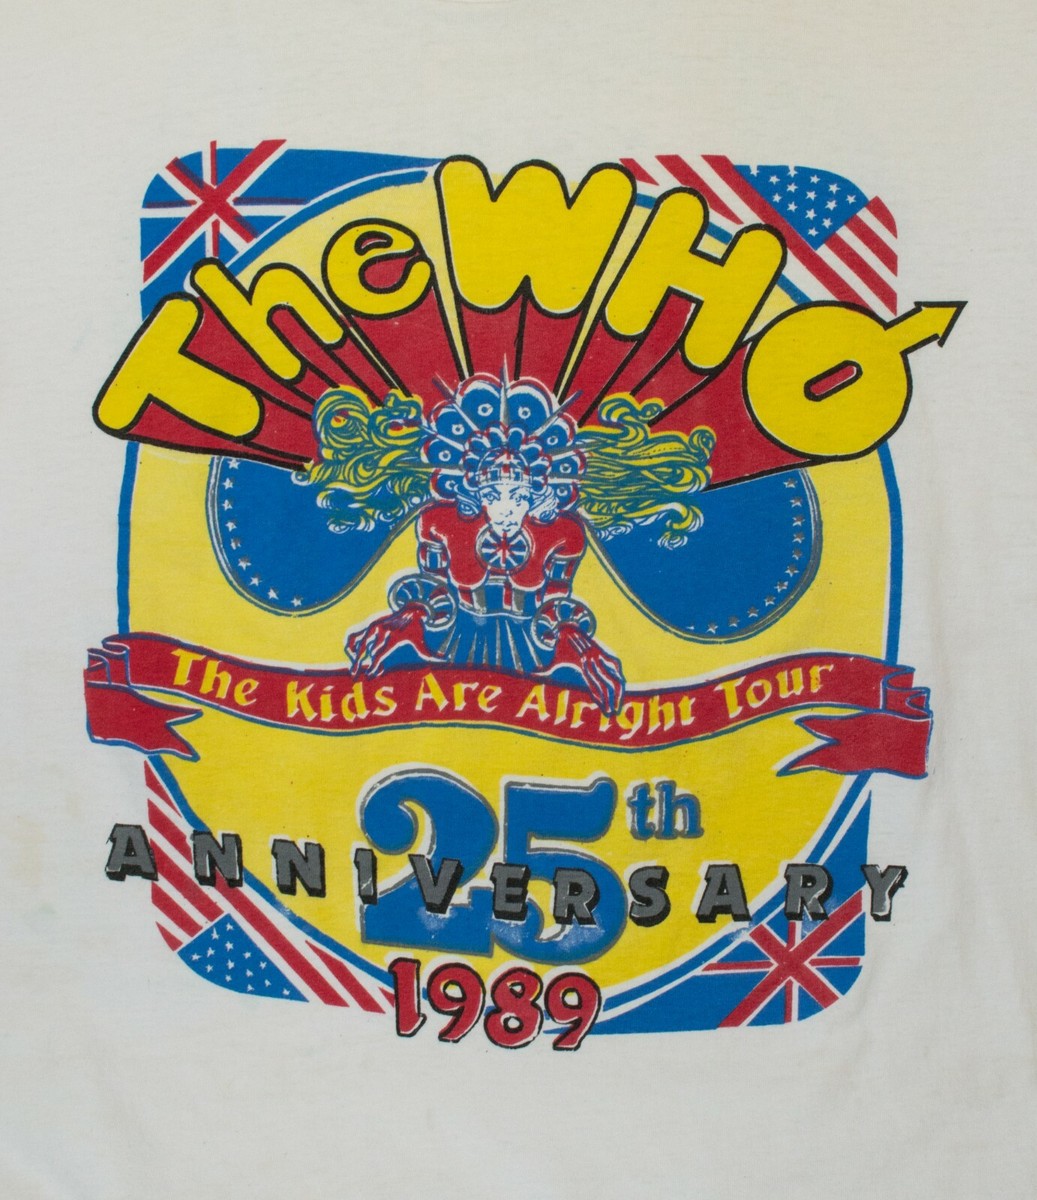 The WHO
The Kids Are Alright Tour
25th
ANNIVERSARY
1989